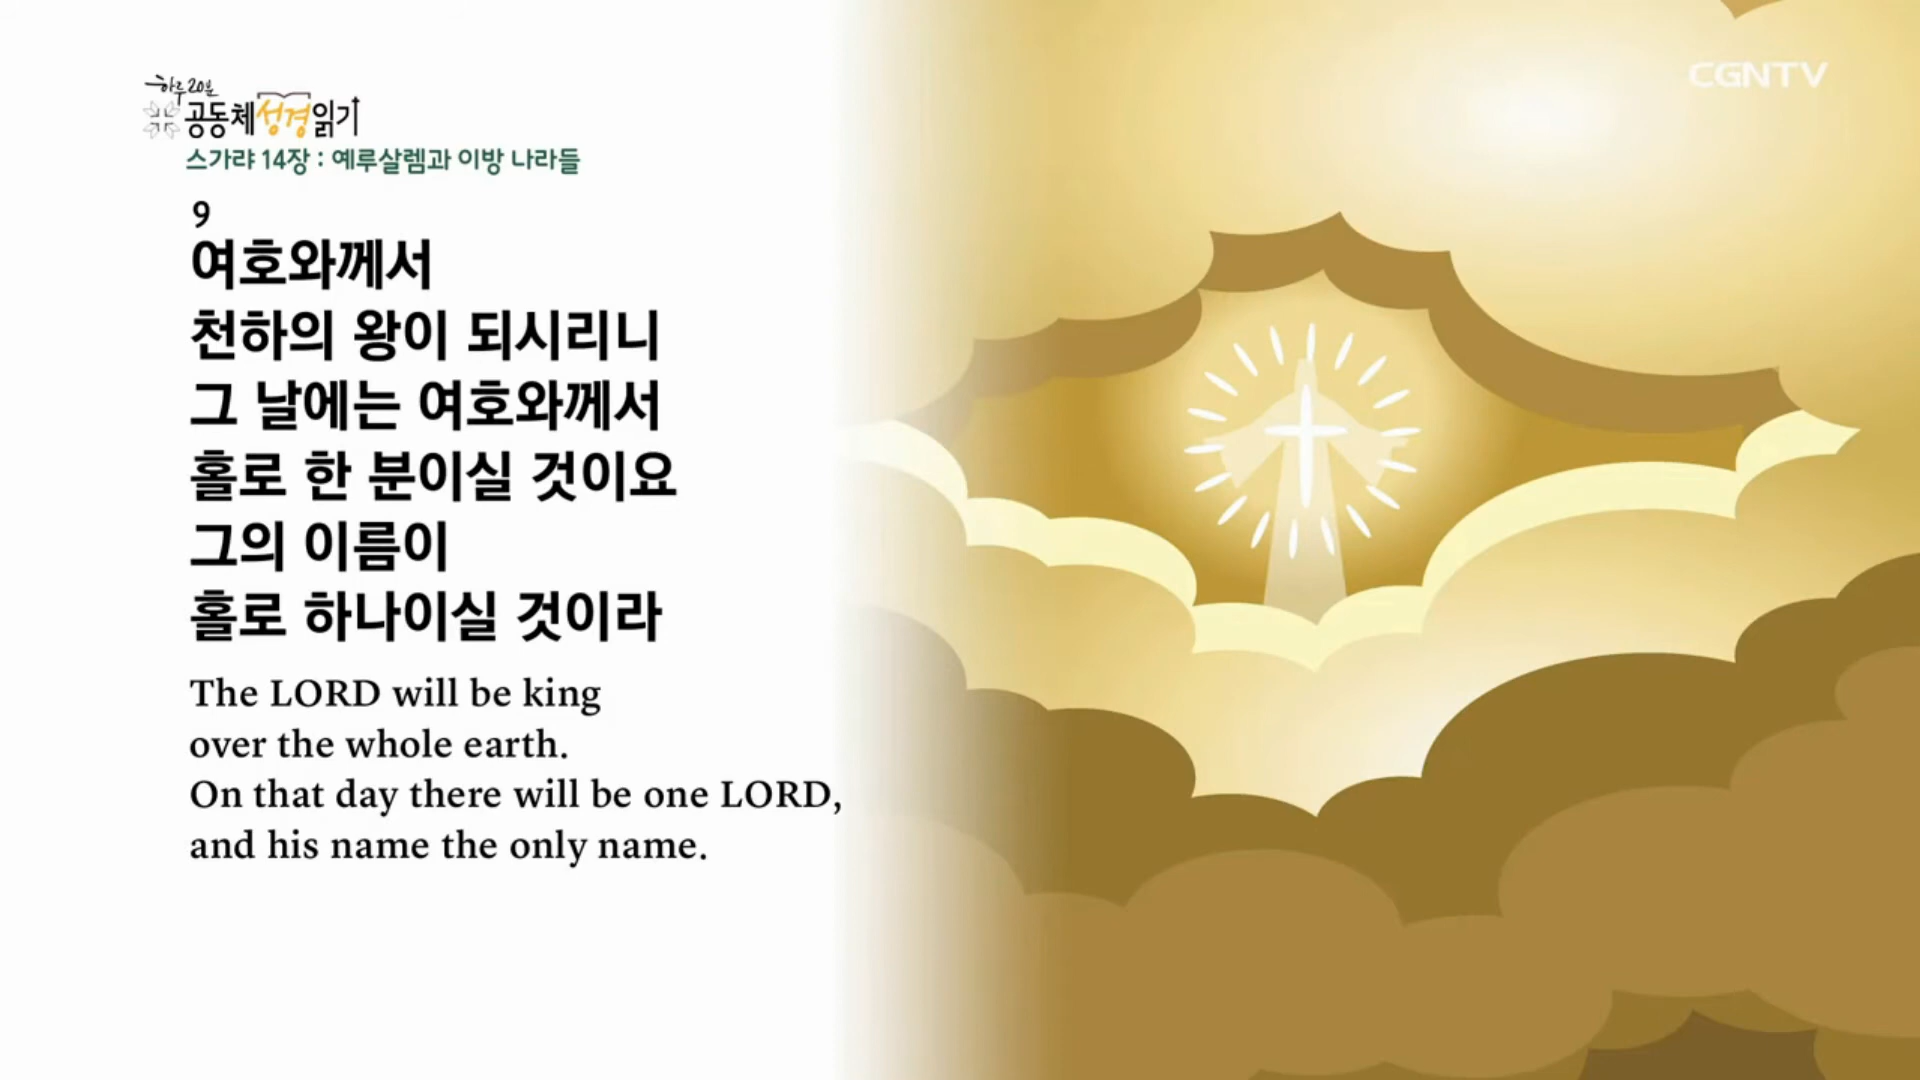 하루 20분
공동체성경읽기
스가랴 14장 : 예루살렘과 이방 나라들
9
여호와께서
천하의 왕이 되시리니
그 날에는 여호와께서
홀로 한 분이실 것이요
그의 이름이
홀로 하나이실 것이라
The LORD will be king
over the whole earth.
On that day there will be one LORD,
and his name the only name.
CGNTV